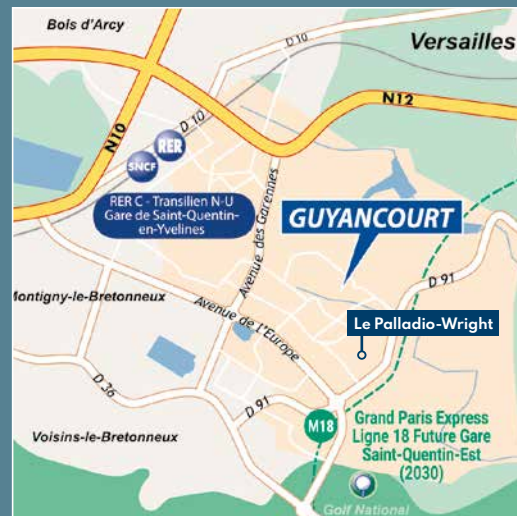 Bois d'Arcy
D 10
Versailles
N10
D 10
N12
RER
SNCF
RER C - Transilien N-U
Gare de Saint-Quentin-
en-Yvelines
Avenue des Garennes
GUYANCOURT
D 91
Montigny-le-Bretonneux
Avenue de l'Europe
Le Palladio-Wright
D 36
D 91
M18
Grand Paris Express
Ligne 18 Future Gare
Saint-Quentin-Est
(2030)
Voisins-le-Bretonneux
Golf National